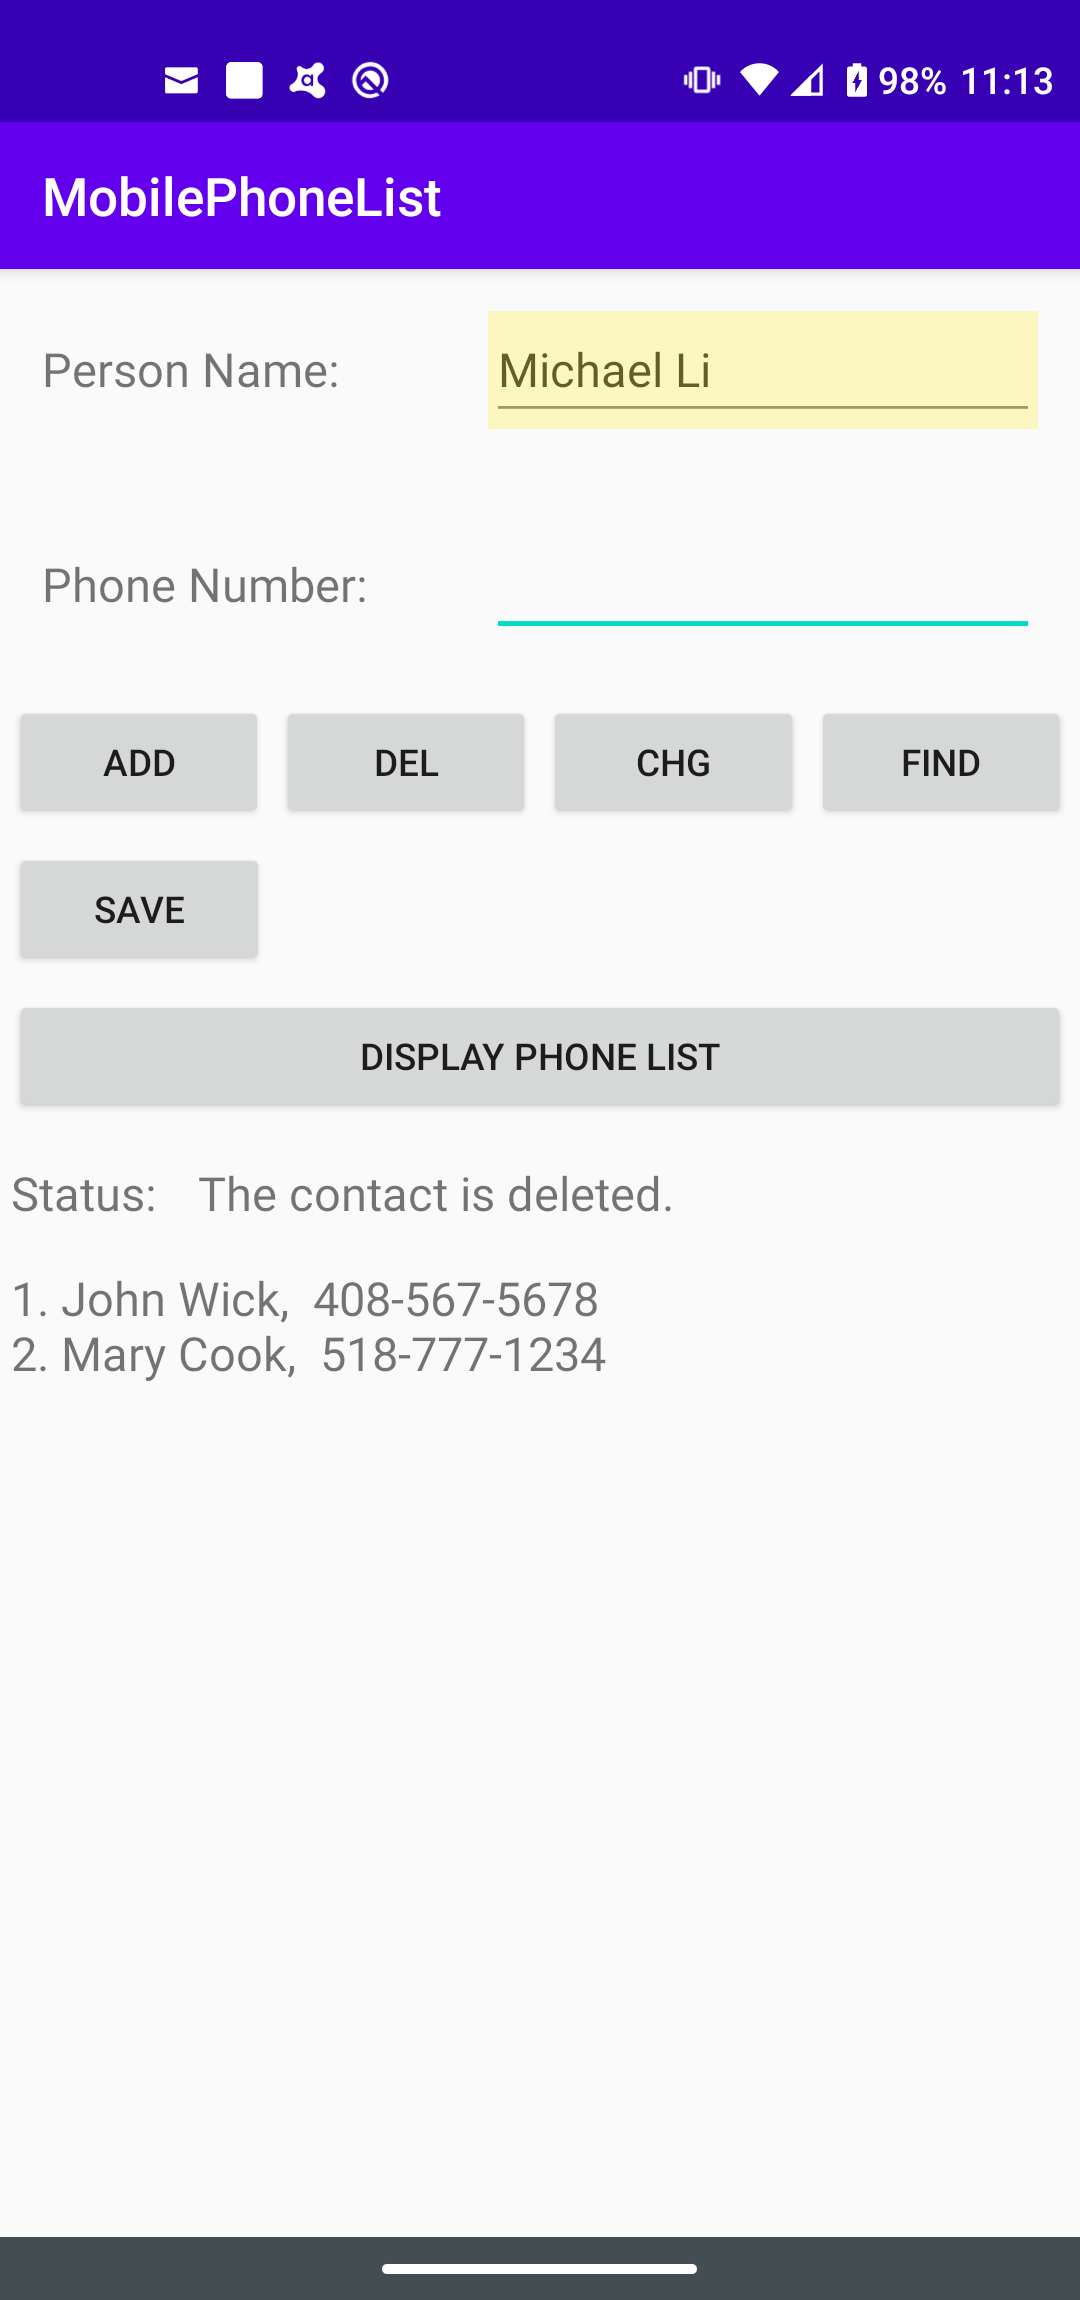 98% 11:13
MobilePhoneList
Person Name: Michael Li
Phone Number:
ADD DEL CHG FIND
SAVE
DISPLAY PHONE LIST
Status: The contact is deleted.
1. John Wick, 408-567-5678
2. Mary Cook, 518-777-1234